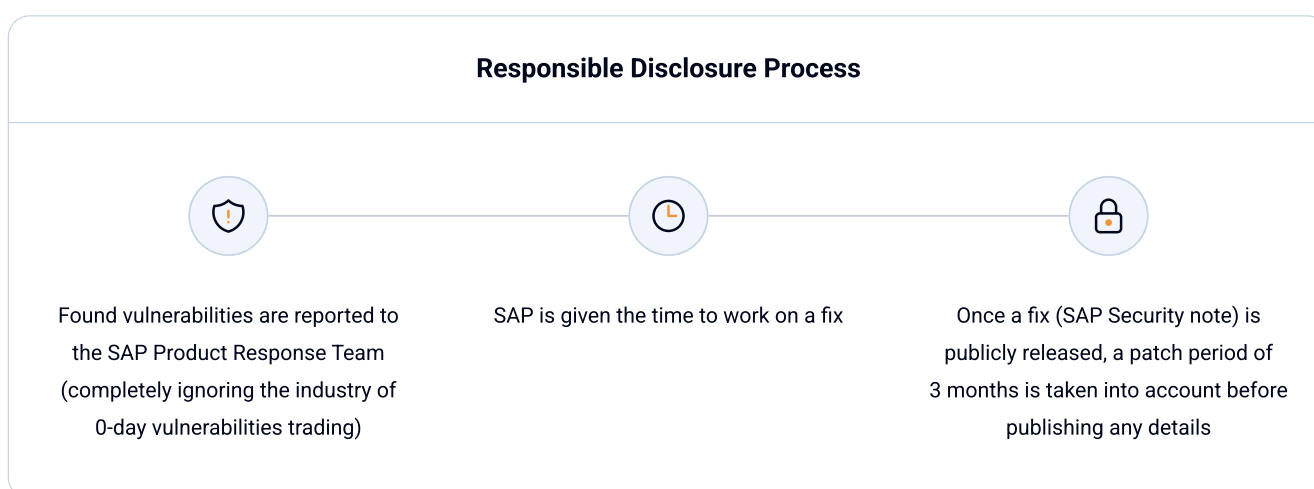 Responsible Disclosure Process
Found vulnerabilities are reported to
the SAP Product Response Team
(completely ignoring the industry of
0-day vulnerabilities trading)
SAP is given the time to work on a fix
Once a fix (SAP Security note) is
publicly released, a patch period of
3 months is taken into account before
publishing any details